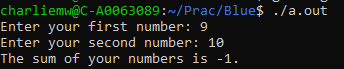 charliemw@C-A0063089:~/Prac/Blue$ ./a.out
Enter your first number: 9
Enter your second number: 10
The sum of your numbers is -1.